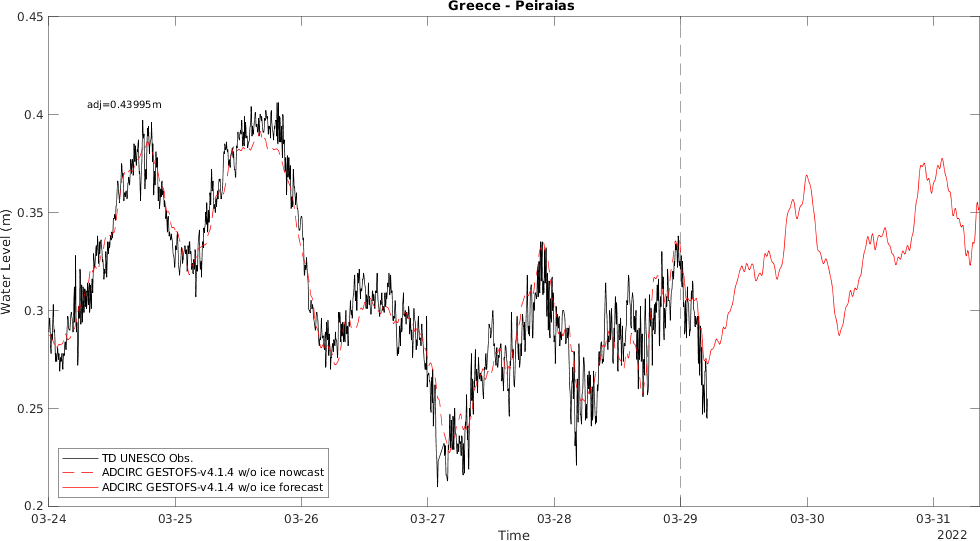 Greece - Peiraias
0.45
adj=0.43995m
0.4
0.35
Water Level (m)
0.3
0.25
TD UNESCO Obs.
ADCIRC GESTOFS-v4.1.4 w/o ice nowcast
ADCIRC GESTOFS-v4.1.4 w/o ice forecast
0.2
03-24 03-25 03-26 03-27 03-28 03-29 03-30 03-31
Time
2022